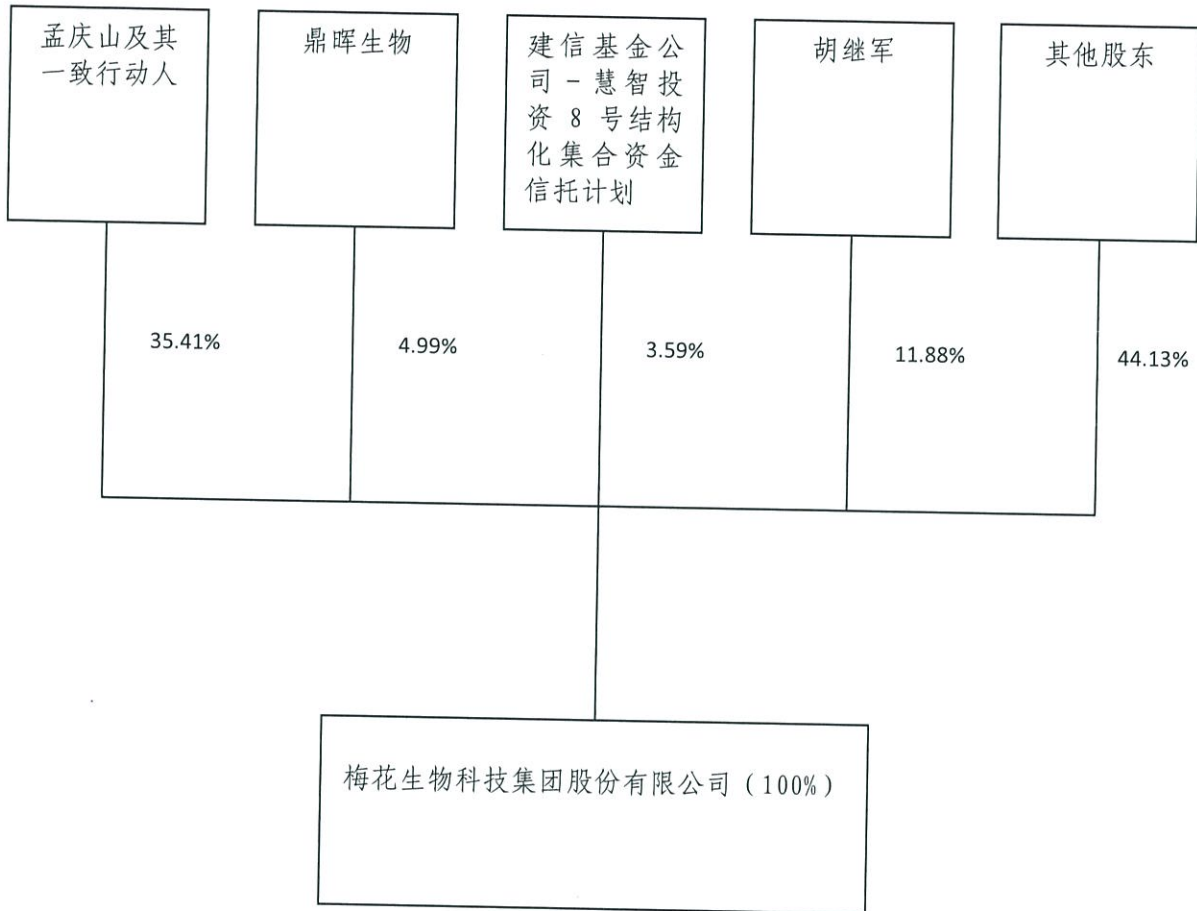 孟庆山及其
一致行动人
鼎晖生物
建信基金公
司－慧智投
资 8 号结构
化集合资金
信托计划
胡继军
其他股东
35.41%
4.99%
3.59%
11.88%
44.13%
梅花生物科技集团股份有限公司（100%）